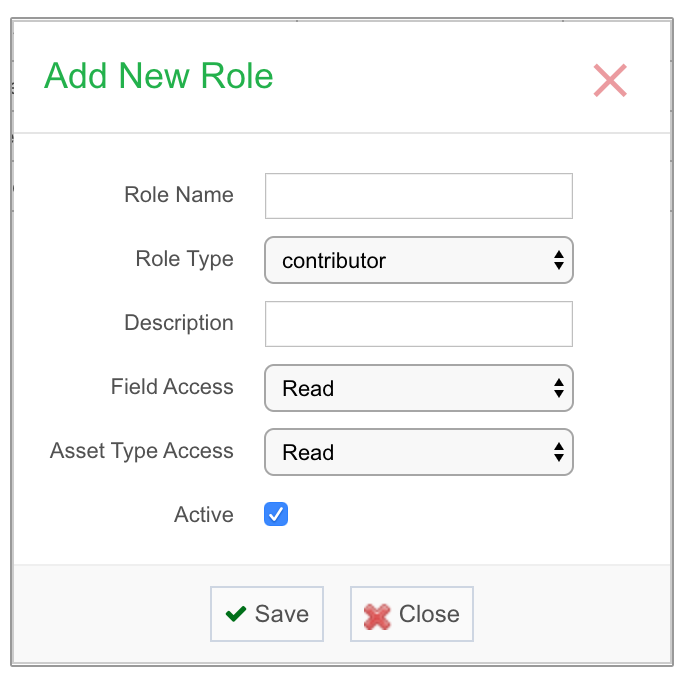 Add New Role
Role Name
Role Type contributor
Description
Field Access Read
Asset Type Access Read
Active
Save Close